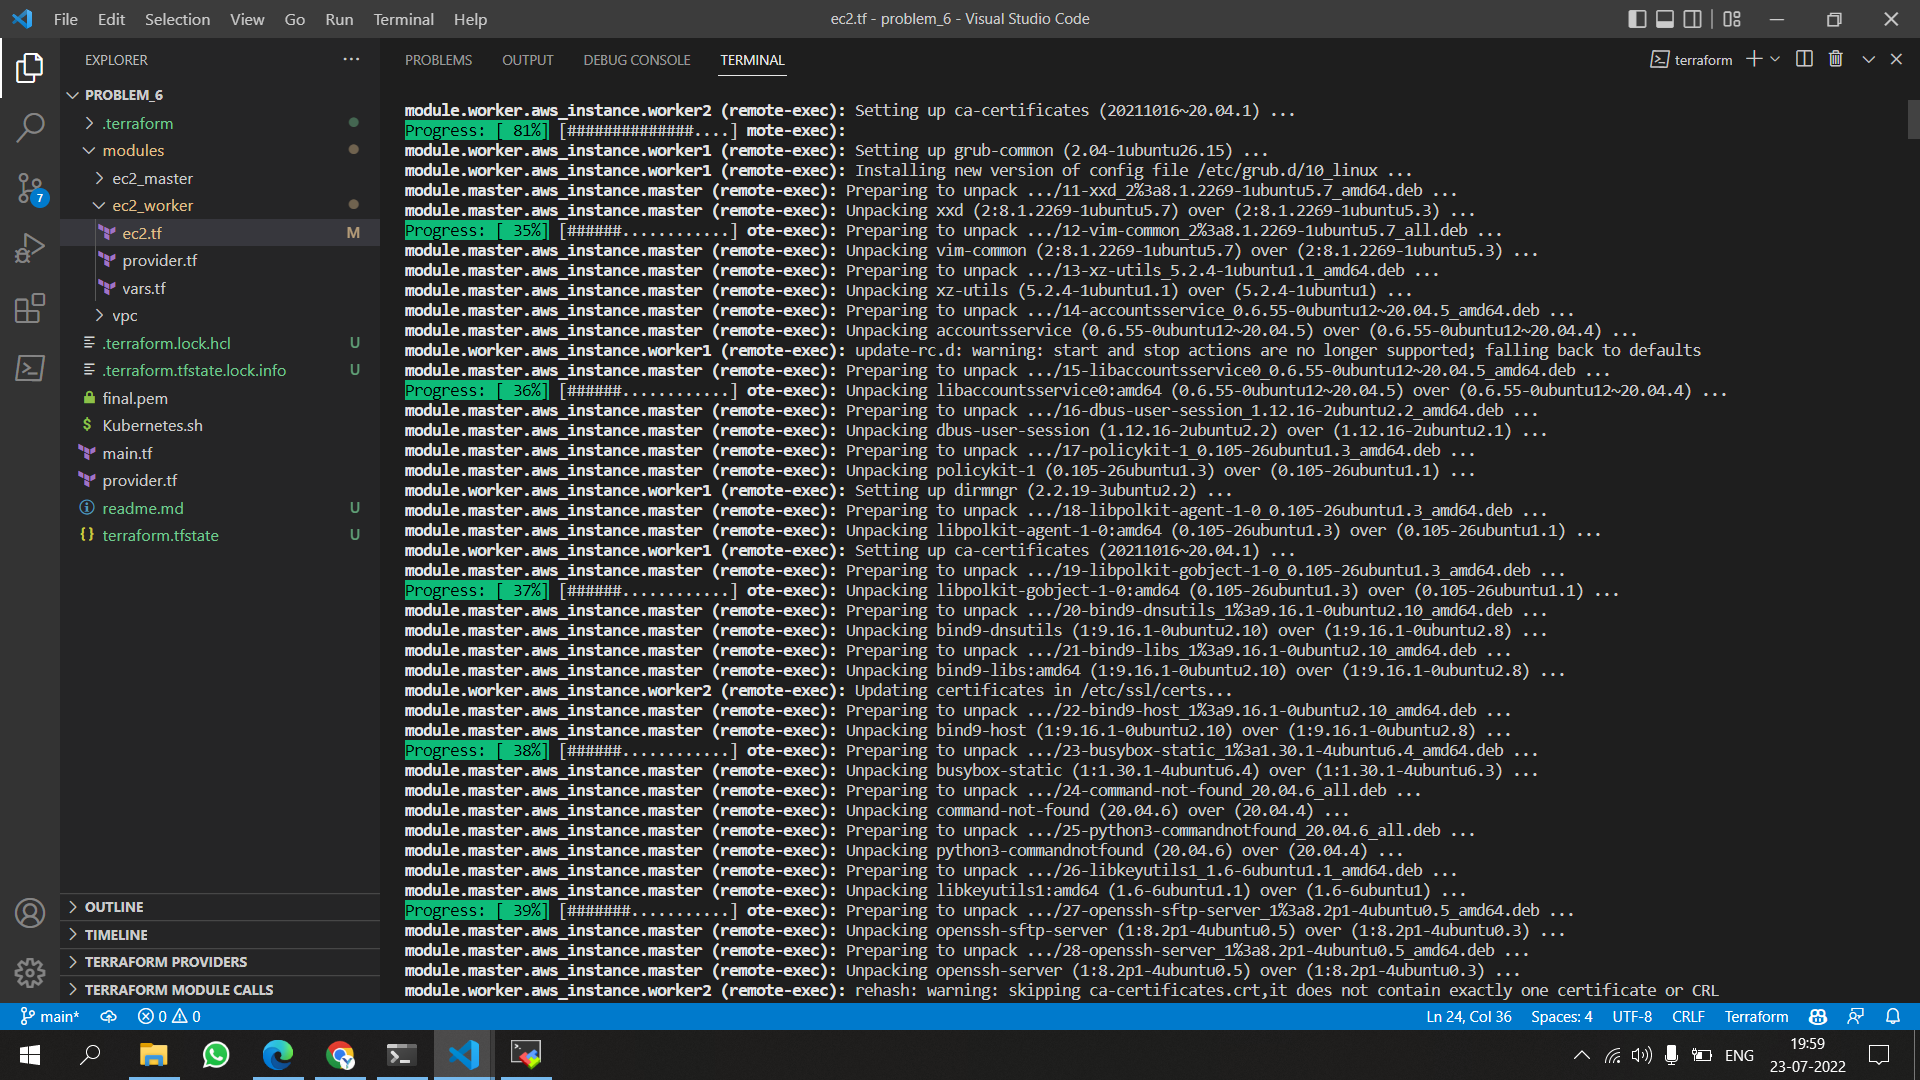 File Edit Selection View Go Run Terminal Help
ec2.tf - problem_6 - Visual Studio Code
EXPLORER
PROBLEM_6
.terraform
modules
ec2_master
ec2_worker
ec2.tf M
provider.tf
vars.tf
vpc
.terraform.lock.hcl U
.terraform.tfstate.lock.info U
final.pem
Kubernetes.sh
main.tf
provider.tf
readme.md U
terraform.tfstate U
7
OUTLINE
TIMELINE
TERRAFORM PROVIDERS
TERRAFORM MODULE CALLS
PROBLEMS OUTPUT DEBUG CONSOLE TERMINAL
terraform
module.worker.aws_instance.worker2 (remote-exec): Setting up ca-certificates (20211016~20.04.1) ...
Progress: [ 81%] [##############....] mote-exec):
module.worker.aws_instance.worker1 (remote-exec): Setting up grub-common (2.04-1ubuntu26.15) ...
module.worker.aws_instance.worker1 (remote-exec): Installing new version of config file /etc/grub.d/10_linux ...
module.master.aws_instance.master (remote-exec): Preparing to unpack .../11-xxd_2%3a8.1.2269-1ubuntu5.7_amd64.deb ...
module.master.aws_instance.master (remote-exec): Unpacking xxd (2:8.1.2269-1ubuntu5.7) over (2:8.1.2269-1ubuntu5.3) ...
Progress: [ 35%] [######............] ote-exec): Preparing to unpack .../12-vim-common_2%3a8.1.2269-1ubuntu5.7_all.deb ...
module.master.aws_instance.master (remote-exec): Unpacking vim-common (2:8.1.2269-1ubuntu5.7) over (2:8.1.2269-1ubuntu5.3) ...
module.master.aws_instance.master (remote-exec): Preparing to unpack .../13-xz-utils_5.2.4-1ubuntu1.1_amd64.deb ...
module.master.aws_instance.master (remote-exec): Unpacking xz-utils (5.2.4-1ubuntu1.1) over (5.2.4-1ubuntu1) ...
module.master.aws_instance.master (remote-exec): Preparing to unpack .../14-accountsservice_0.6.55-0ubuntu12~20.04.5_amd64.deb ...
module.master.aws_instance.master (remote-exec): Unpacking accountsservice (0.6.55-0ubuntu12~20.04.5) over (0.6.55-0ubuntu12~20.04.4) ...
module.worker.aws_instance.worker1 (remote-exec): update-rc.d: warning: start and stop actions are no longer supported; falling back to defaults
module.master.aws_instance.master (remote-exec): Preparing to unpack .../15-libaccountsservice0_0.6.55-0ubuntu12~20.04.5_amd64.deb ...
Progress: [ 36%] [######............] ote-exec): Unpacking libaccountsservice0:amd64 (0.6.55-0ubuntu12~20.04.5) over (0.6.55-0ubuntu12~20.04.4) ...
module.master.aws_instance.master (remote-exec): Preparing to unpack .../16-dbus-user-session_1.12.16-2ubuntu2.2_amd64.deb ...
module.master.aws_instance.master (remote-exec): Unpacking dbus-user-session (1.12.16-2ubuntu2.2) over (1.12.16-2ubuntu2.1) ...
module.master.aws_instance.master (remote-exec): Preparing to unpack .../17-policykit-1_0.105-26ubuntu1.3_amd64.deb ...
module.master.aws_instance.master (remote-exec): Unpacking policykit-1 (0.105-26ubuntu1.3) over (0.105-26ubuntu1.1) ...
module.worker.aws_instance.worker1 (remote-exec): Setting up dirmngr (2.2.19-3ubuntu2.2) ...
module.master.aws_instance.master (remote-exec): Preparing to unpack .../18-libpolkit-agent-1-0_0.105-26ubuntu1.3_amd64.deb ...
module.master.aws_instance.master (remote-exec): Unpacking libpolkit-agent-1-0:amd64 (0.105-26ubuntu1.3) over (0.105-26ubuntu1.1) ...
module.worker.aws_instance.worker1 (remote-exec): Setting up ca-certificates (20211016~20.04.1) ...
module.master.aws_instance.master (remote-exec): Preparing to unpack .../19-libpolkit-gobject-1-0_0.105-26ubuntu1.3_amd64.deb ...
Progress: [ 37%] [######............] ote-exec): Unpacking libpolkit-gobject-1-0:amd64 (0.105-26ubuntu1.3) over (0.105-26ubuntu1.1) ...
module.master.aws_instance.master (remote-exec): Preparing to unpack .../20-bind9-dnsutils_1%3a9.16.1-0ubuntu2.10_amd64.deb ...
module.master.aws_instance.master (remote-exec): Unpacking bind9-dnsutils (1:9.16.1-0ubuntu2.10) over (1:9.16.1-0ubuntu2.8) ...
module.master.aws_instance.master (remote-exec): Preparing to unpack .../21-bind9-libs_1%3a9.16.1-0ubuntu2.10_amd64.deb ...
module.master.aws_instance.master (remote-exec): Unpacking bind9-libs:amd64 (1:9.16.1-0ubuntu2.10) over (1:9.16.1-0ubuntu2.8) ...
module.worker.aws_instance.worker2 (remote-exec): Updating certificates in /etc/ssl/certs...
module.master.aws_instance.master (remote-exec): Preparing to unpack .../22-bind9-host_1%3a9.16.1-0ubuntu2.10_amd64.deb ...
module.master.aws_instance.master (remote-exec): Unpacking bind9-host (1:9.16.1-0ubuntu2.10) over (1:9.16.1-0ubuntu2.8) ...
Progress: [ 38%] [######............] ote-exec): Preparing to unpack .../23-busybox-static_1%3a1.30.1-4ubuntu6.4_amd64.deb ...
module.master.aws_instance.master (remote-exec): Unpacking busybox-static (1:1.30.1-4ubuntu6.4) over (1:1.30.1-4ubuntu6.3) ...
module.master.aws_instance.master (remote-exec): Preparing to unpack .../24-command-not-found_20.04.6_all.deb ...
module.master.aws_instance.master (remote-exec): Unpacking command-not-found (20.04.6) over (20.04.4) ...
module.master.aws_instance.master (remote-exec): Preparing to unpack .../25-python3-commandnotfound_20.04.6_all.deb ...
module.master.aws_instance.master (remote-exec): Unpacking python3-commandnotfound (20.04.6) over (20.04.4) ...
module.master.aws_instance.master (remote-exec): Preparing to unpack .../26-libkeyutils1_1.6-6ubuntu1.1_amd64.deb ...
module.master.aws_instance.master (remote-exec): Unpacking libkeyutils1:amd64 (1.6-6ubuntu1.1) over (1.6-6ubuntu1) ...
Progress: [ 39%] [#######...........] ote-exec): Preparing to unpack .../27-openssh-sftp-server_1%3a8.2p1-4ubuntu0.5_amd64.deb ...
module.master.aws_instance.master (remote-exec): Unpacking openssh-sftp-server (1:8.2p1-4ubuntu0.5) over (1:8.2p1-4ubuntu0.3) ...
module.master.aws_instance.master (remote-exec): Preparing to unpack .../28-openssh-server_1%3a8.2p1-4ubuntu0.5_amd64.deb ...
module.master.aws_instance.master (remote-exec): Unpacking openssh-server (1:8.2p1-4ubuntu0.5) over (1:8.2p1-4ubuntu0.3) ...
module.worker.aws_instance.worker2 (remote-exec): rehash: warning: skipping ca-certificates.crt,it does not contain exactly one certificate or CRL
main* 0 0 Ln 24, Col 36 Spaces: 4 UTF-8 CRLF Terraform
ENG
19:59
23-07-2022